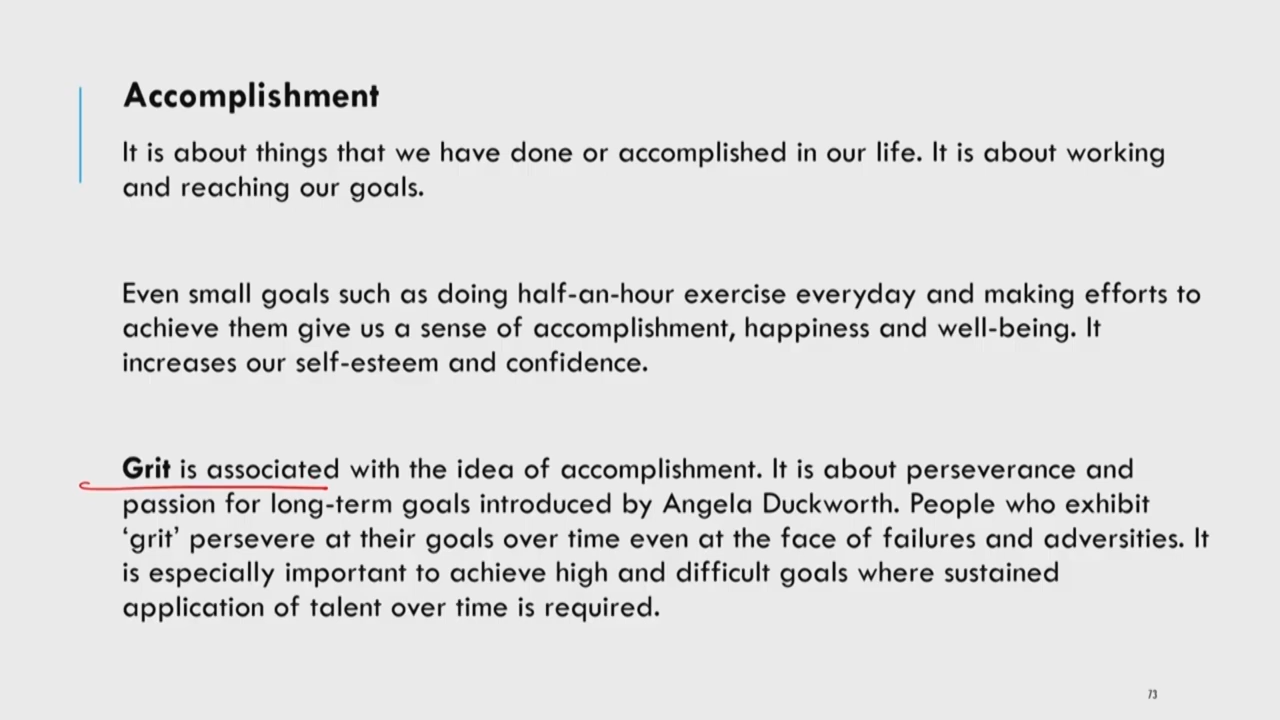 Accomplishment
It is about things that we have done or accomplished in our life. It is about working
and reaching our goals.
Even small goals such as doing half-an-hour exercise everyday and making efforts to
achieve them give us a sense of accomplishment, happiness and well-being. It
increases our self-esteem and confidence.
Grit is associated with the idea of accomplishment. It is about perseverance and
passion for long-term goals introduced by Angela Duckworth. People who exhibit
‘grit’ persevere at their goals over time even at the face of failures and adversities. It
is especially important to achieve high and difficult goals where sustained
application of talent over time is required.
73